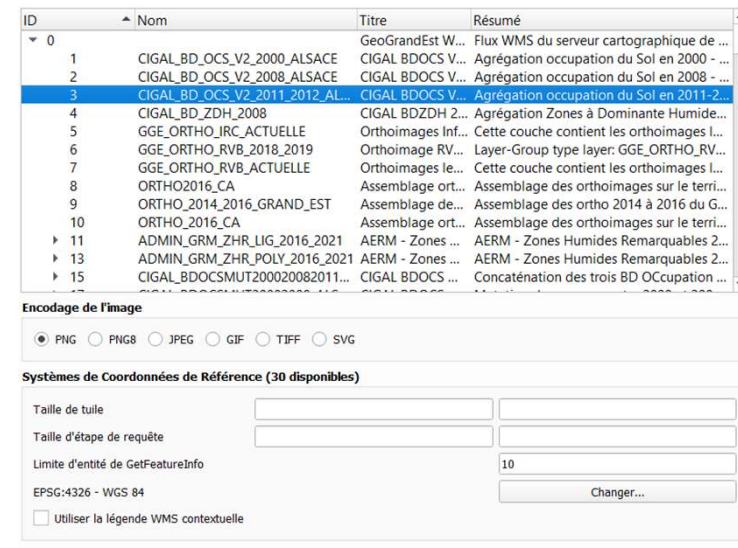 ID Nom Titre Résumé
0 GeoGrandEst W... Flux WMS du serveur cartographique de ...
1 CIGAL_BD_OCS_V2_2000_ALSACE CIGAL BDOCS V... Agrégation occupation du Sol en 2000 - ...
2 CIGAL_BD_OCS_V2_2008_ALSACE CIGAL BDOCS V... Agrégation occupation du Sol en 2008 - ...
3 CIGAL_BD_OCS_V2_2011_2012_AL... CIGAL BDOCS V... Agrégation occupation du Sol en 2011-2...
4 CIGAL_BD_ZDH_2008 CIGAL BDZDH 2... Agrégation Zones à Dominante Humide...
5 GGE_ORTHO_IRC_ACTUELLE Orthoimages Inf... Cette couche contient les orthoimages l...
6 GGE_ORTHO_RVB_2018_2019 Orthoimage RV... Layer-Group type layer: GGE_ORTHO_RV...
7 GGE_ORTHO_RVB_ACTUELLE Orthoimages le... Cette couche contient les orthoimages l...
8 ORTHO2016_CA Assemblage ort... Assemblage des orthoimages sur le terri...
9 ORTHO_2014_2016_GRAND_EST Assemblage de... Assemblage des ortho 2014 à 2016 du G...
10 ORTHO_2016_CA Assemblage ort... Assemblage des orthoimages sur le terri...
11 ADMIN_GRM_ZHR_LIG_2016_2021 AERM - Zones ... AERM - Zones Humides Remarquables 2...
13 ADMIN_GRM_ZHR_POLY_2016_2021 AERM - Zones ... AERM - Zones Humides Remarquables 2...
15 CIGAL_BDOCSMUT200020082011... CIGAL BDOCS ... Concaténation des trois BD OCcupation ...
Encodage de l'image
PNG PNG8 JPEG GIF TIFF SVG
Systèmes de Coordonnées de Référence (30 disponibles)
Taille de tuile
Taille d'étape de requête
Limite d'entité de GetFeatureInfo 10
EPSG:4326 - WGS 84 Changer...
Utiliser la légende WMS contextuelle